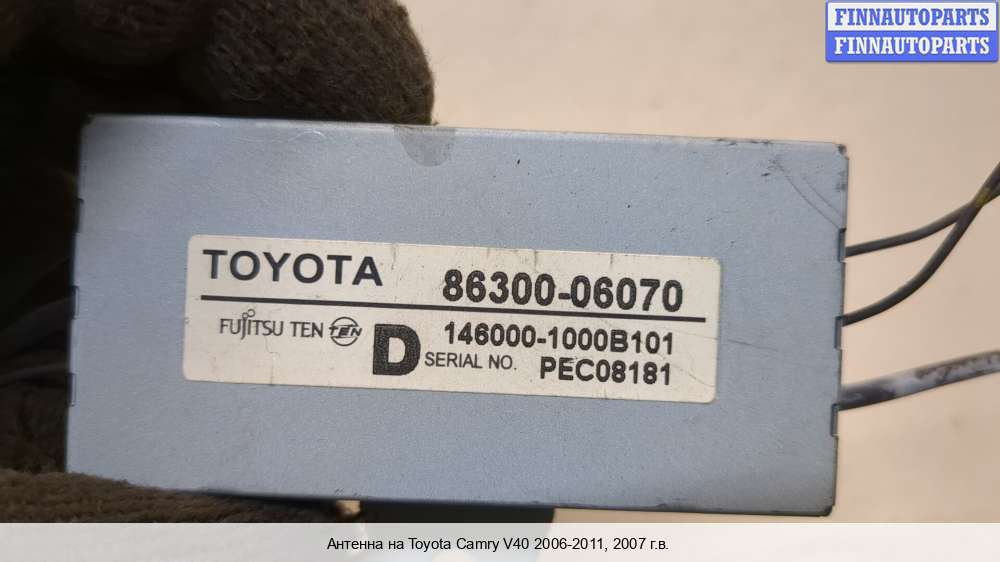 FINNAUTOPARTS
FINNAUTOPARTS
TOYOTA 86300-06070
FUJITSU TEN TEN D 146000-1000B101
SERIAL NO. PEC08181
Антенна на Toyota Camry V40 2006-2011, 2007 г.в.